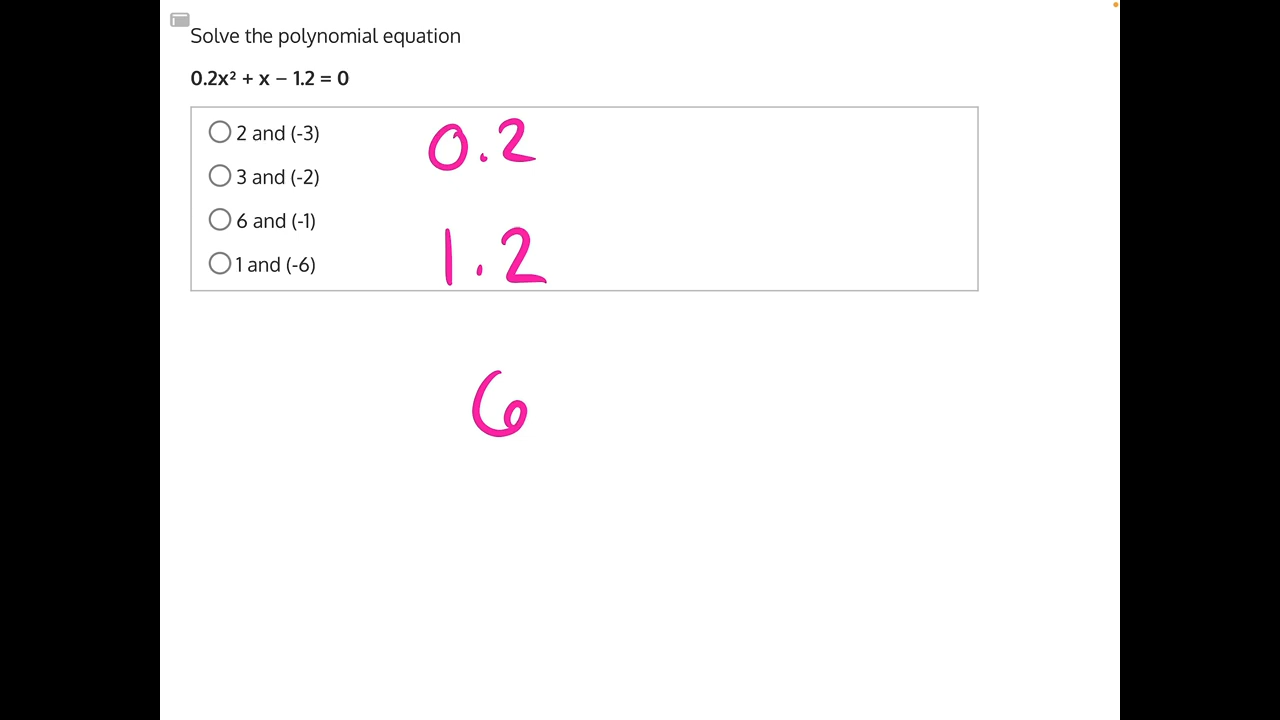 Solve the polynomial equation
0.2x² + x − 1.2 = 0
2 and (-3)
3 and (-2)
6 and (-1)
1 and (-6)
0.2
1.2
6